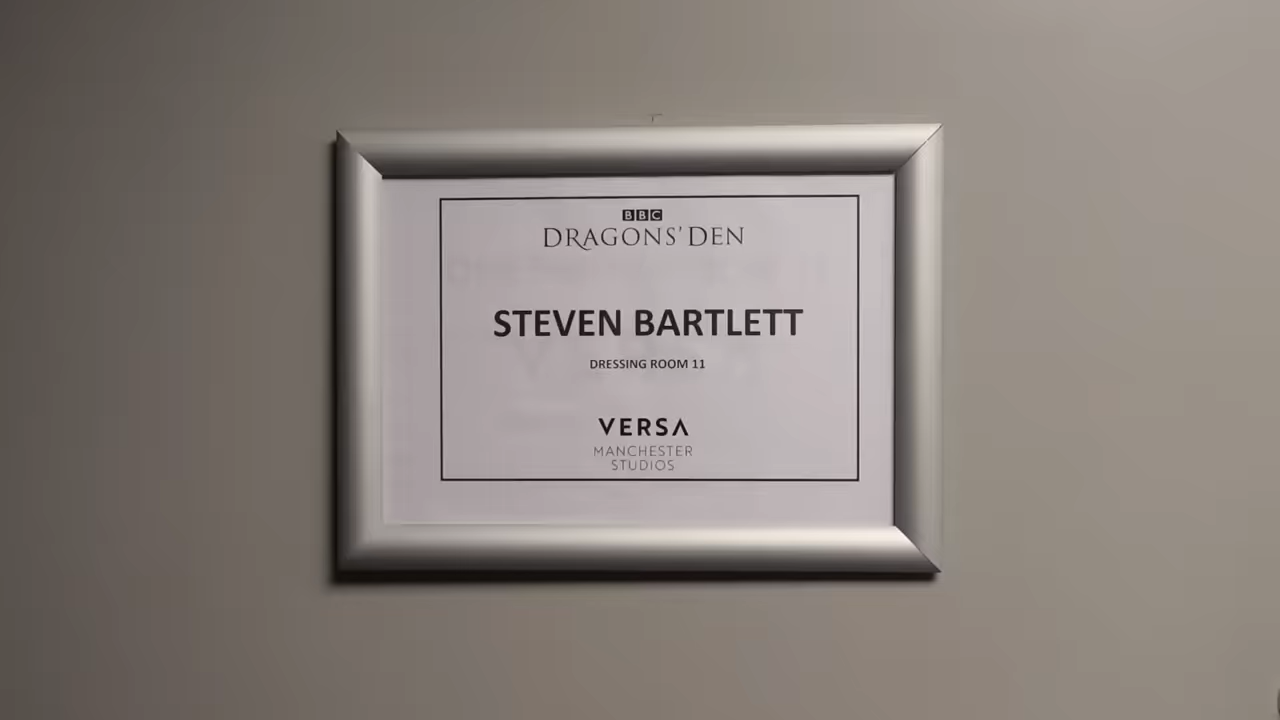 BBC
DRAGONS' DEN
STEVEN BARTLETT
DRESSING ROOM 11
VERSA
MANCHESTER
STUDIOS